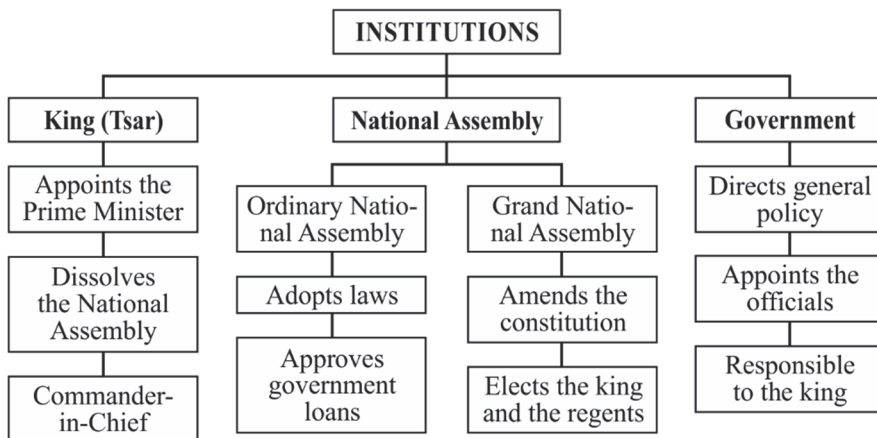 INSTITUTIONS
King (Tsar)
Appoints the
Prime Minister
Dissolves
the National
Assembly
Commander-
in-Chief
National Assembly
Ordinary Natio-
nal Assembly
Adopts laws
Approves
government
loans
Grand Natio-
nal Assembly
Amends the
constitution
Elects the king
and the regents
Government
Directs general
policy
Appoints the
officials
Responsible
to the king